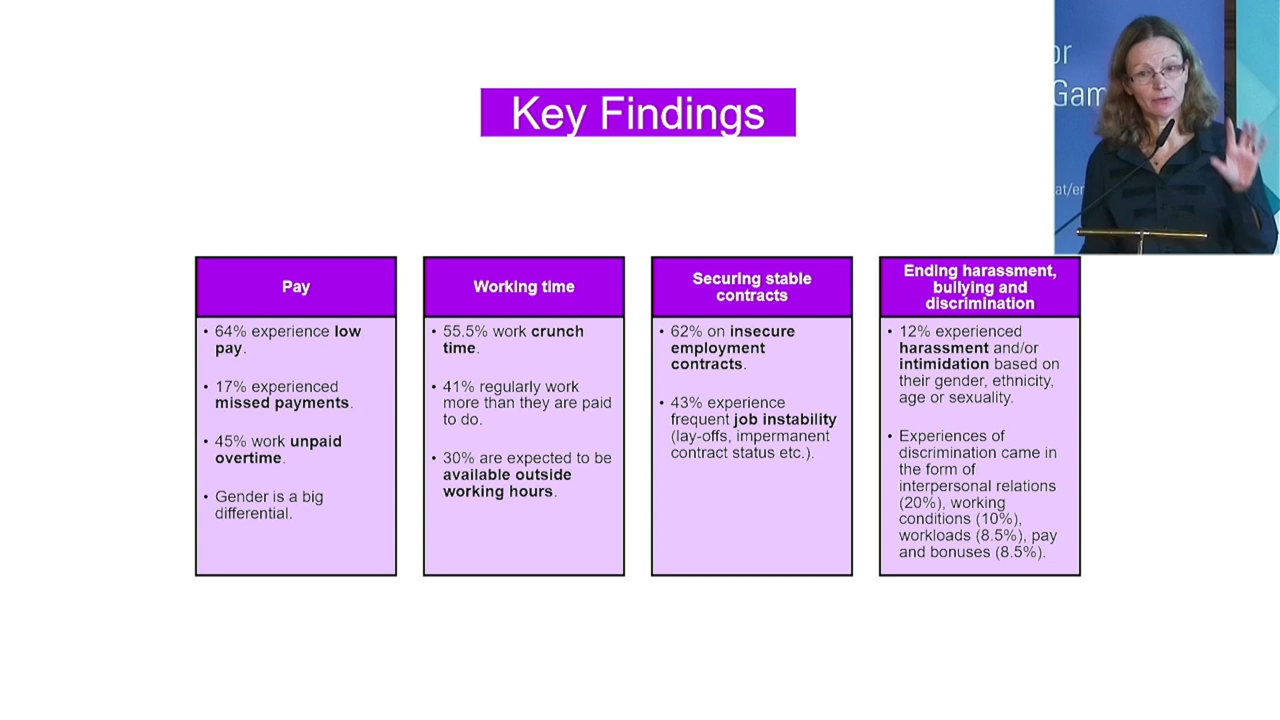 or
Gam
at/er
Key Findings
Pay
• 64% experience low
pay.
• 17% experienced
missed payments.
• 45% work unpaid
overtime.
• Gender is a big
differential.
Working time
• 55.5% work crunch
time.
• 41% regularly work
more than they are paid
to do.
• 30% are expected to be
available outside
working hours.
Securing stable
contracts
• 62% on insecure
employment
contracts.
• 43% experience
frequent job instability
(lay-offs, impermanent
contract status etc.).
Ending harassment,
bullying and
discrimination
• 12% experienced
harassment and/or
intimidation based on
their gender, ethnicity,
age or sexuality.
• Experiences of
discrimination came in
the form of
interpersonal relations
(20%), working
conditions (10%),
workloads (8.5%), pay
and bonuses (8.5%).